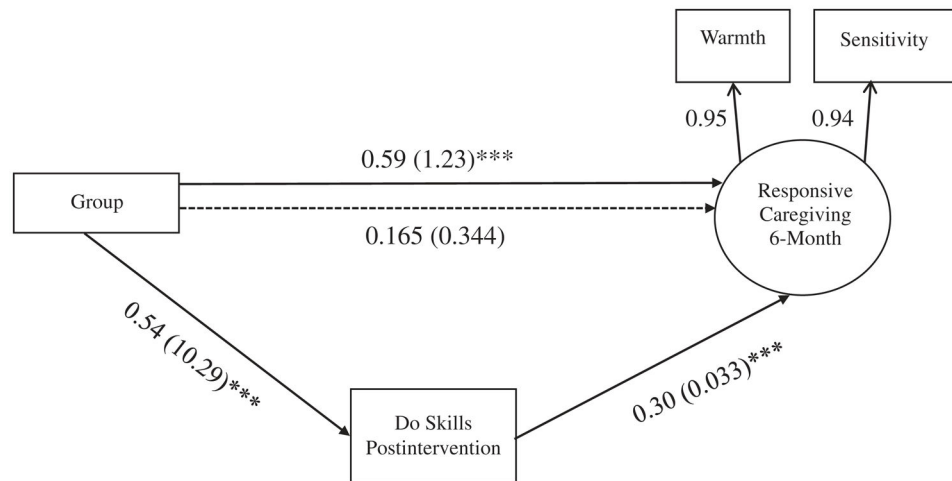 Warmth
Sensitivity
0.95
0.94
0.59 (1.23)***
Group
Responsive
Caregiving
6-Month
0.165 (0.344)
0.54 (10.29)***
0.30 (0.033)***
Do Skills
Postintervention